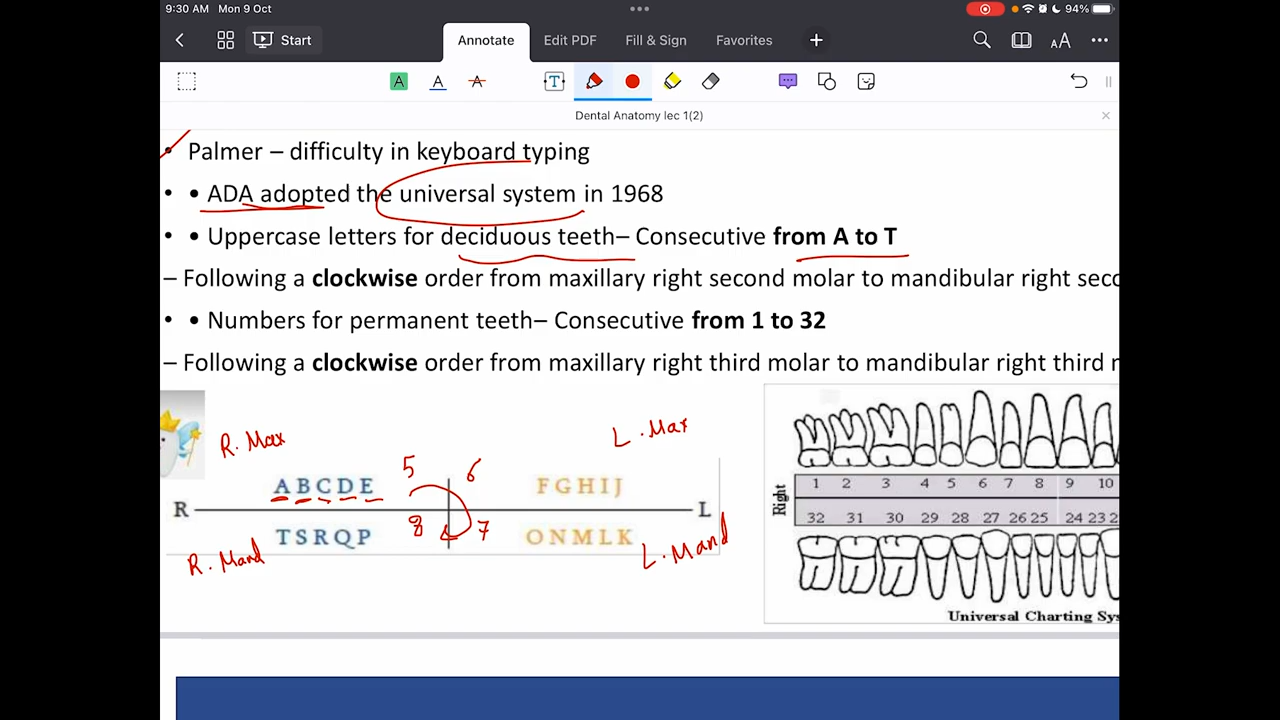 9:30 AM Mon 9 Oct
94%
Start
Annotate
Edit PDF
Fill & Sign
Favorites
Dental Anatomy lec 1(2)
• Palmer – difficulty in keyboard typing
• • ADA adopted the universal system in 1968
• • Uppercase letters for deciduous teeth– Consecutive from A to T
– Following a clockwise order from maxillary right second molar to mandibular right seco
• • Numbers for permanent teeth– Consecutive from 1 to 32
– Following a clockwise order from maxillary right third molar to mandibular right third
R. Max
L. Max
5 6
A B C D E
F G H I J
R
L
T S R Q P
8 7
O N M L K
R. Mand
L. Mand
Right
1 2 3 4 5 6 7 8 9 10
32 31 30 29 28 27 26 25 24 23 2
Universal Charting Sys